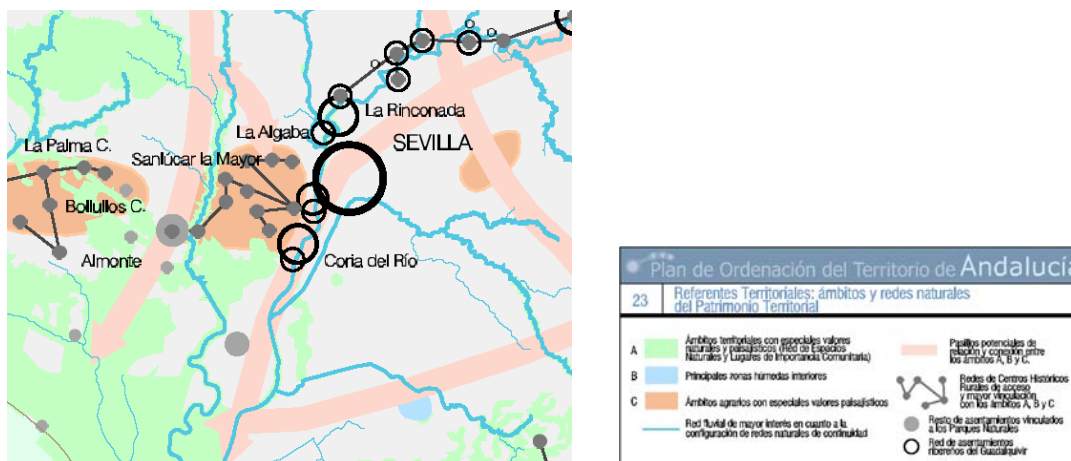 La Rinconada
La Algaba
SEVILLA
La Palma C.
Sanlúcar la Mayor
Bollullos C.
Almonte
Coria del Río
Plan de Ordenación del Territorio de Andalucía
23
Referentes Territoriales: ámbitos y redes naturales
del Patrimonio Territorial
A
Ámbitos territoriales con especiales valores
naturales y paisajísticos (Red de Espacios
Naturales y Lugares de Importancia Comunitaria)
B
Principales zonas húmedas interiores
C
Ámbitos agrarios con especiales valores paisajísticos
Red fluvial de mayor interés en cuanto a la
configuración de redes naturales de continuidad
Pasillos potenciales de
relación y conexión entre
los ámbitos A, B y C.
Redes de Centros Históricos
Rurales de acceso
y mayor vinculación
con los ámbitos A, B y C
Resto de asentamientos vinculados
a los Parques Naturales
Red de asentamientos
ribereños del Guadalquivir